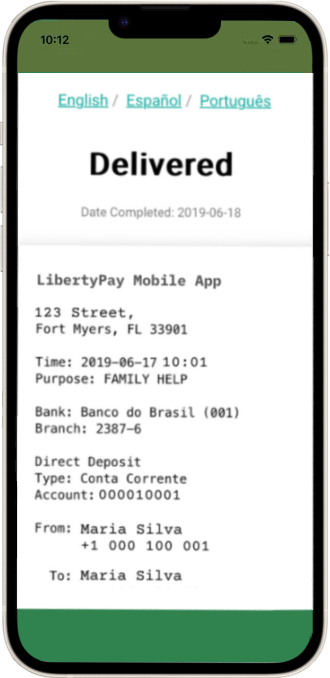 10:12
English / Español / Português
Delivered
Date Completed: 2019-06-18
LibertyPay Mobile App
123 Street,
Fort Myers, FL 33901
Time: 2019-06-17 10:01
Purpose: FAMILY HELP
Bank: Banco do Brasil (001)
Branch: 2387-6
Direct Deposit
Type: Conta Corrente
Account: 000010001
From: Maria Silva
+1 000 100 001
To: Maria Silva